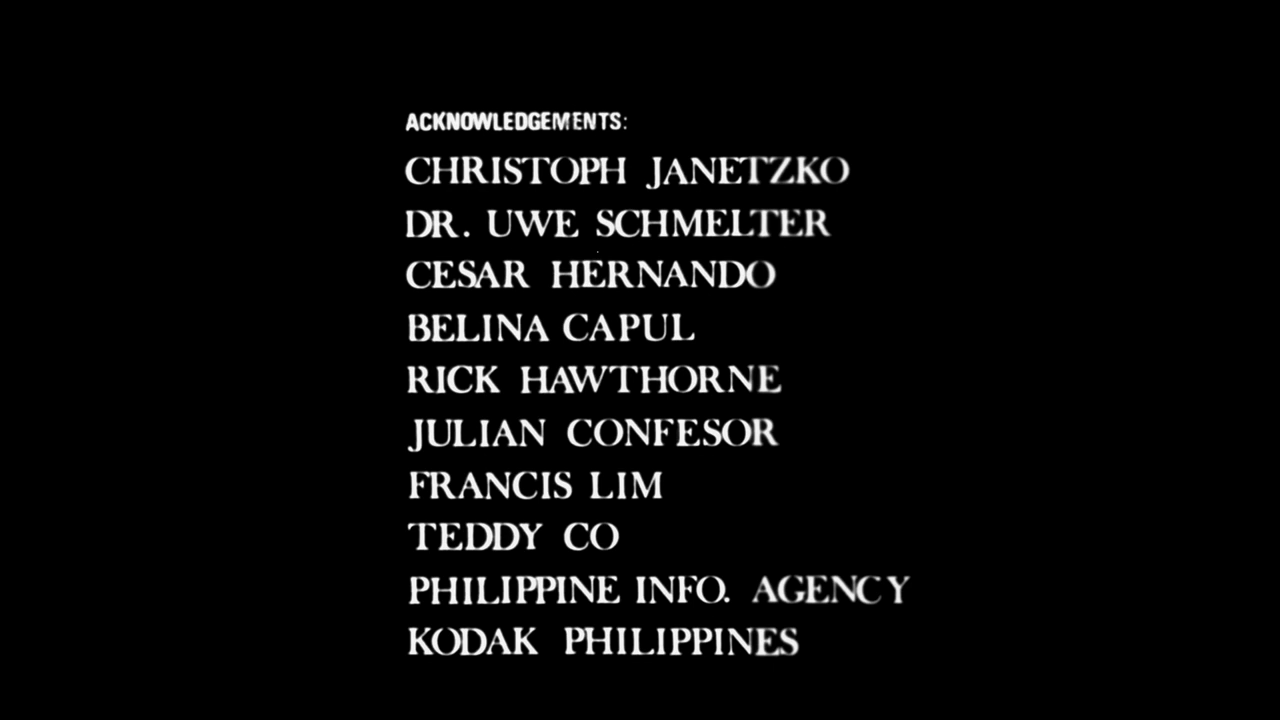 ACKNOWLEDGEMENTS:
CHRISTOPH JANETZKO
DR. UWE SCHMELTER
CESAR HERNANDO
BELINA CAPUL
RICK HAWTHORNE
JULIAN CONFESOR
FRANCIS LIM
TEDDY CO
PHILIPPINE INFO. AGENCY
KODAK PHILIPPINES